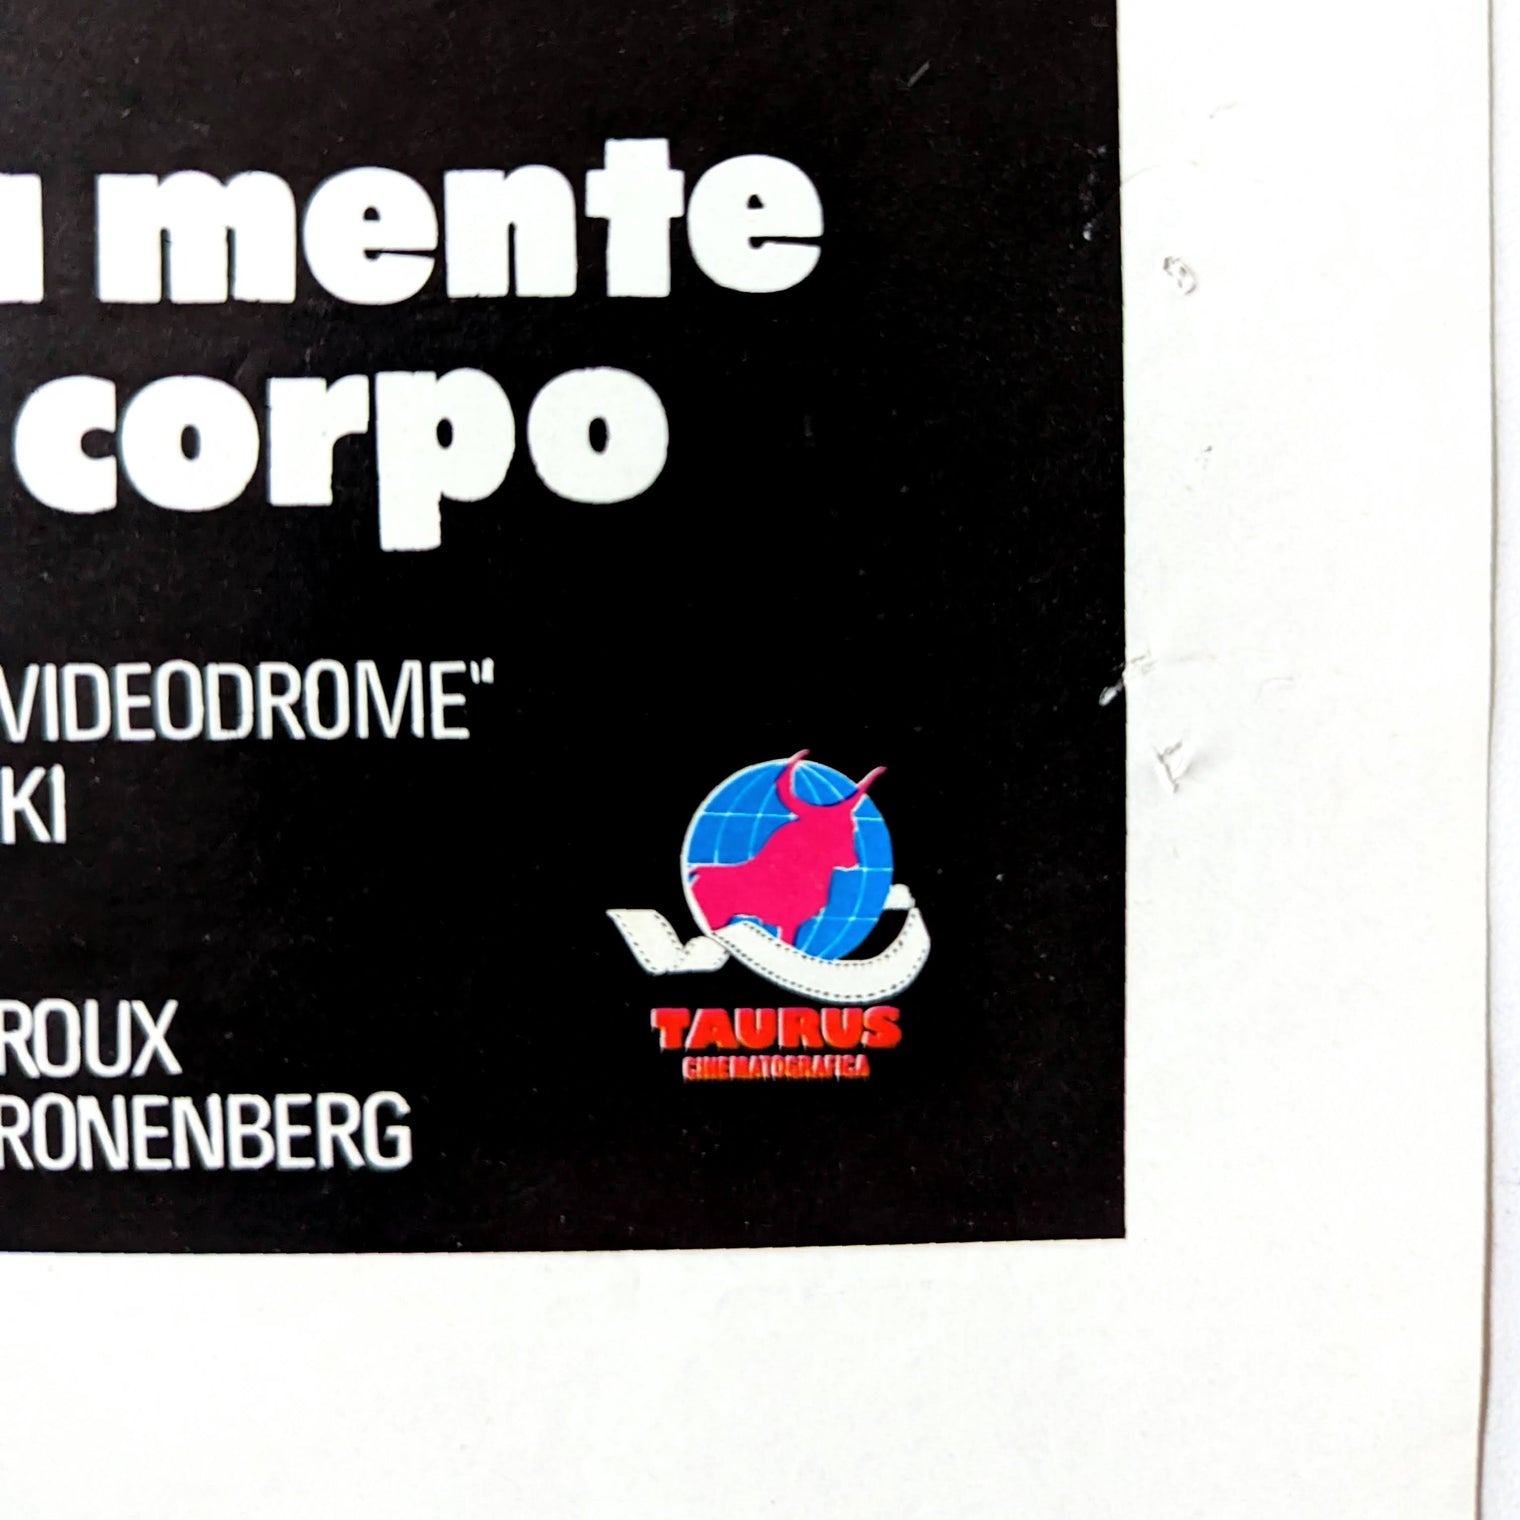 mente
corpo
VIDEODROME"
KI
ROUX
RONENBERG
TAURUS
CINEMATOGRAFICA